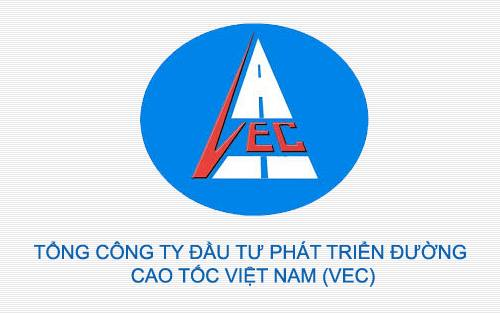 VEC
TỔNG CÔNG TY ĐẦU TƯ PHÁT TRIỂN ĐƯỜNG
CAO TỐC VIỆT NAM (VEC)